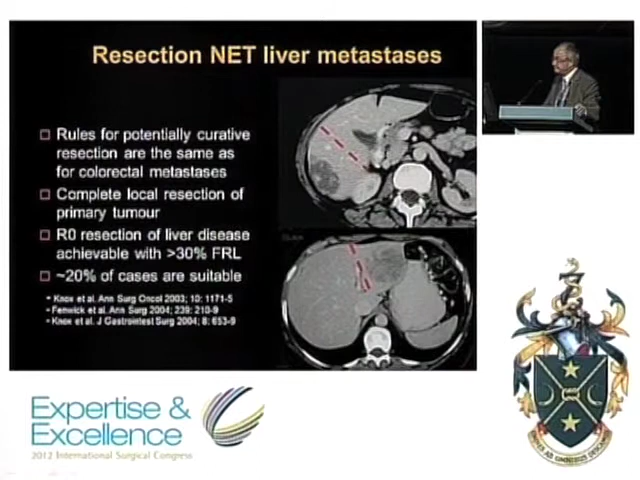 Resection NET liver metastases
Rules for potentially curative
resection are the same as
for colorectal metastases
Complete local resection of
primary tumour
R0 resection of liver disease
achievable with >30% FRL
~20% of cases are suitable
• Knox et al. Ann Surg Oncol 2003; 10: 1171-5
• Fenwick et al. Ann Surg 2004; 239: 210-9
• Knox et al. J Gastrointest Surg 2004; 8: 653-9
Expertise &
Excellence
2012 International Surgical Congress